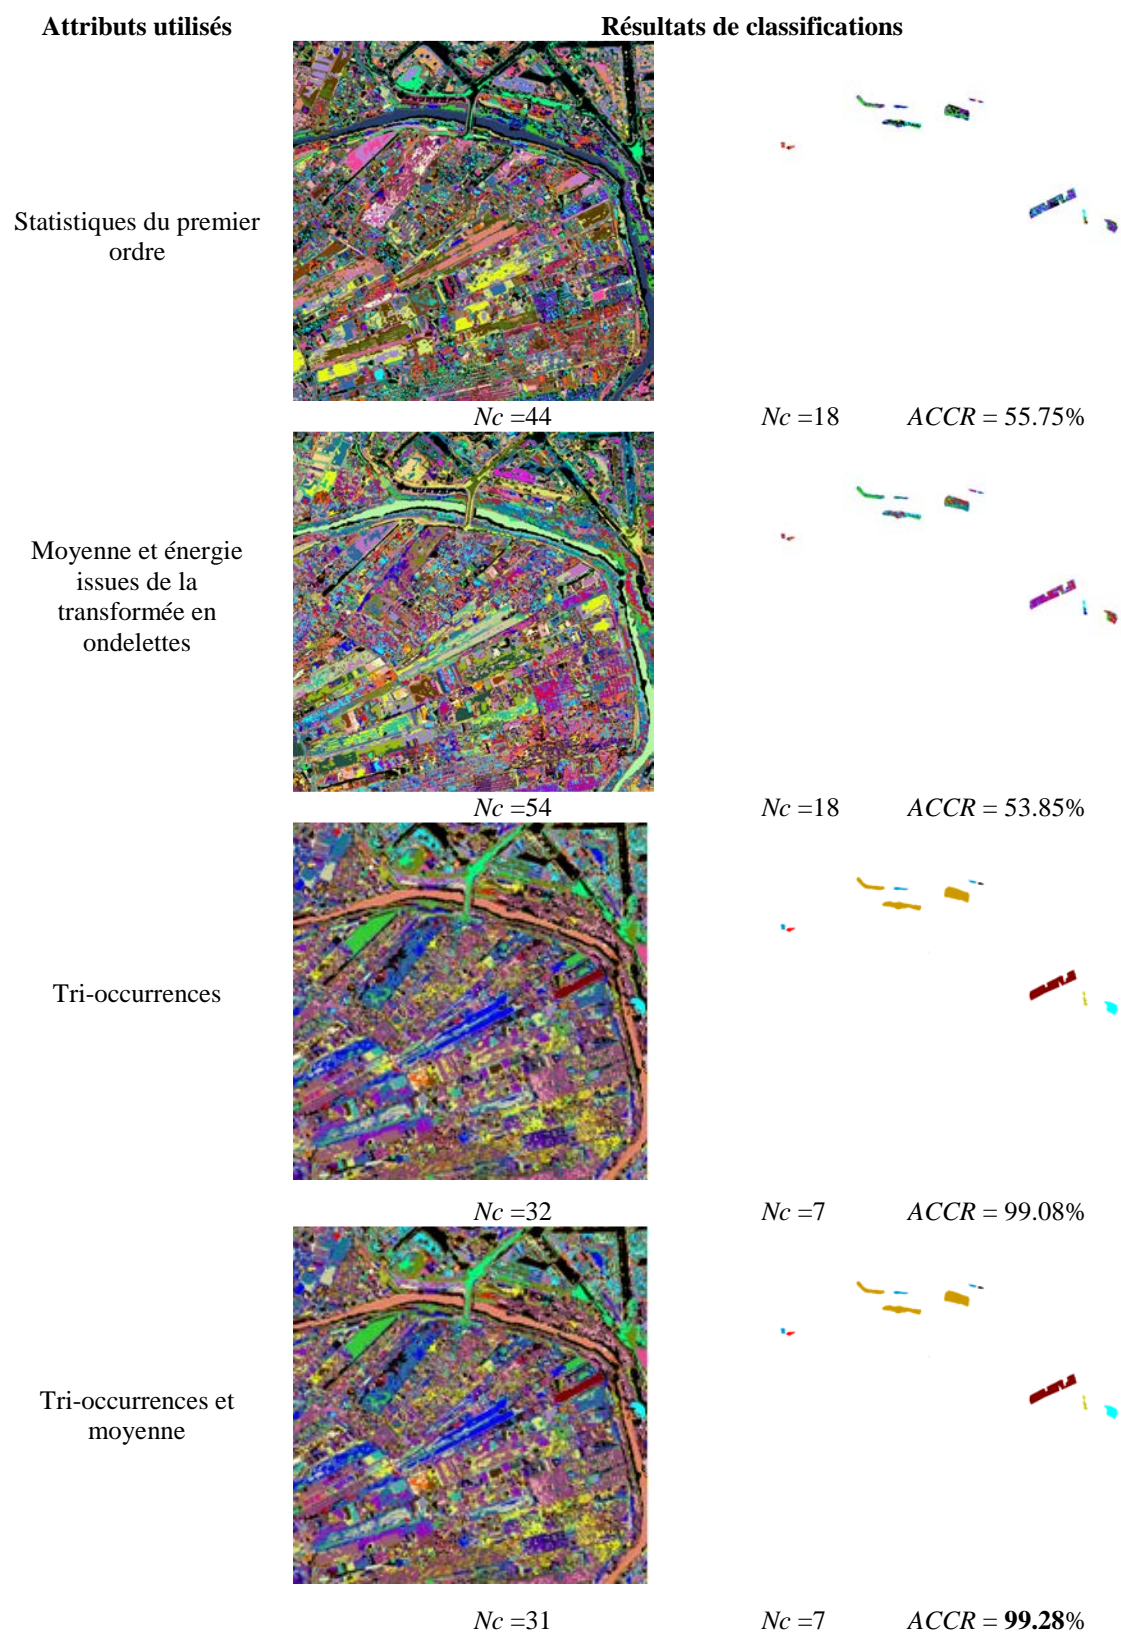 Attributs utilisés
Résultats de classifications
Statistiques du premier
ordre
Nc =44
Nc =18
ACCR = 55.75%
Moyenne et énergie
issues de la
transformée en
ondelettes
Nc =54
Nc =18
ACCR = 53.85%
Tri-occurrences
Nc =32
Nc =7
ACCR = 99.08%
Tri-occurrences et
moyenne
Nc =31
Nc =7
ACCR = 99.28%